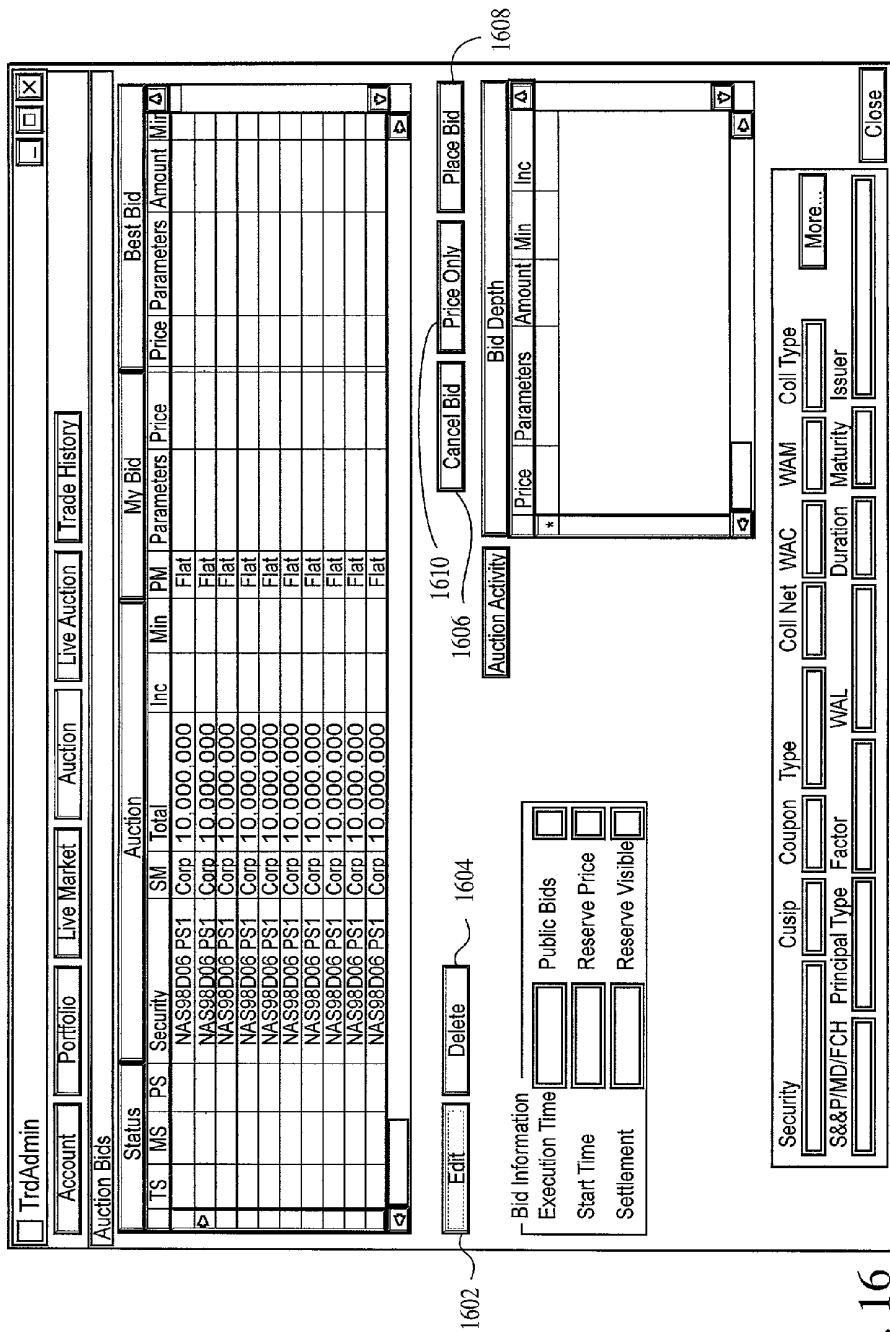 TrdAdmin
Account Portfolio Live Market Auction Live Auction Trade History
Auction Bids
Status Auction My Bid Best Bid
TS MS PS Security SM Total Inc Min PM Parameters Price Price Parameters Amount Min
NAS98D06 PS1 Corp 10,000.000 Flat
NAS98D06 PS1 Corp 10,000.000 Flat
NAS98D06 PS1 Corp 10,000.000 Flat
NAS98D06 PS1 Corp 10,000.000 Flat
NAS98D06 PS1 Corp 10,000.000 Flat
NAS98D06 PS1 Corp 10,000.000 Flat
NAS98D06 PS1 Corp 10,000.000 Flat
NAS98D06 PS1 Corp 10,000.000 Flat
NAS98D06 PS1 Corp 10,000.000 Flat
Edit Delete Cancel Bid Price Only Place Bid
1602 1604 1610 1606 1608
Auction Activity
Bid Depth
Price Parameters Amount Min Inc
*
Bid Information
Execution Time Public Bids
Start Time Reserve Price
Settlement Reserve Visible
Security Cusip Coupon Type Coll Net WAC WAM Coll Type
More...
S&&P/MD/FCH Principal Type Factor WAL Duration Maturity Issuer
Close
. 16